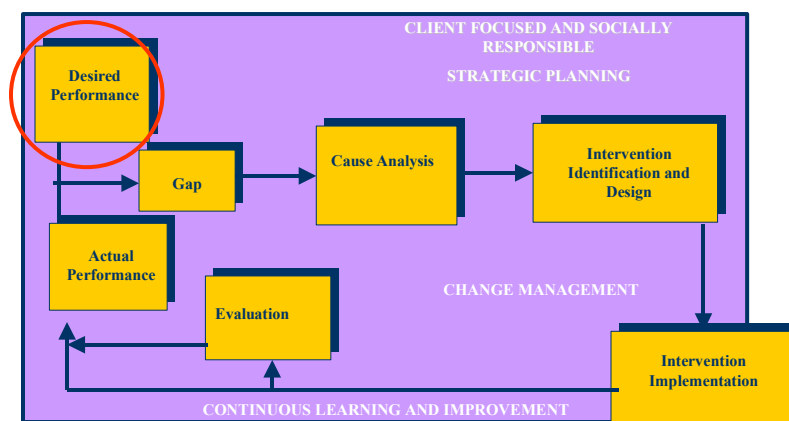 CLIENT FOCUSED AND SOCIALLY
RESPONSIBLE
STRATEGIC PLANNING
Desired
Performance
Gap
Cause Analysis
Intervention
Identification and
Design
Actual
Performance
Evaluation
CHANGE MANAGEMENT
Intervention
Implementation
CONTINUOUS LEARNING AND IMPROVEMENT